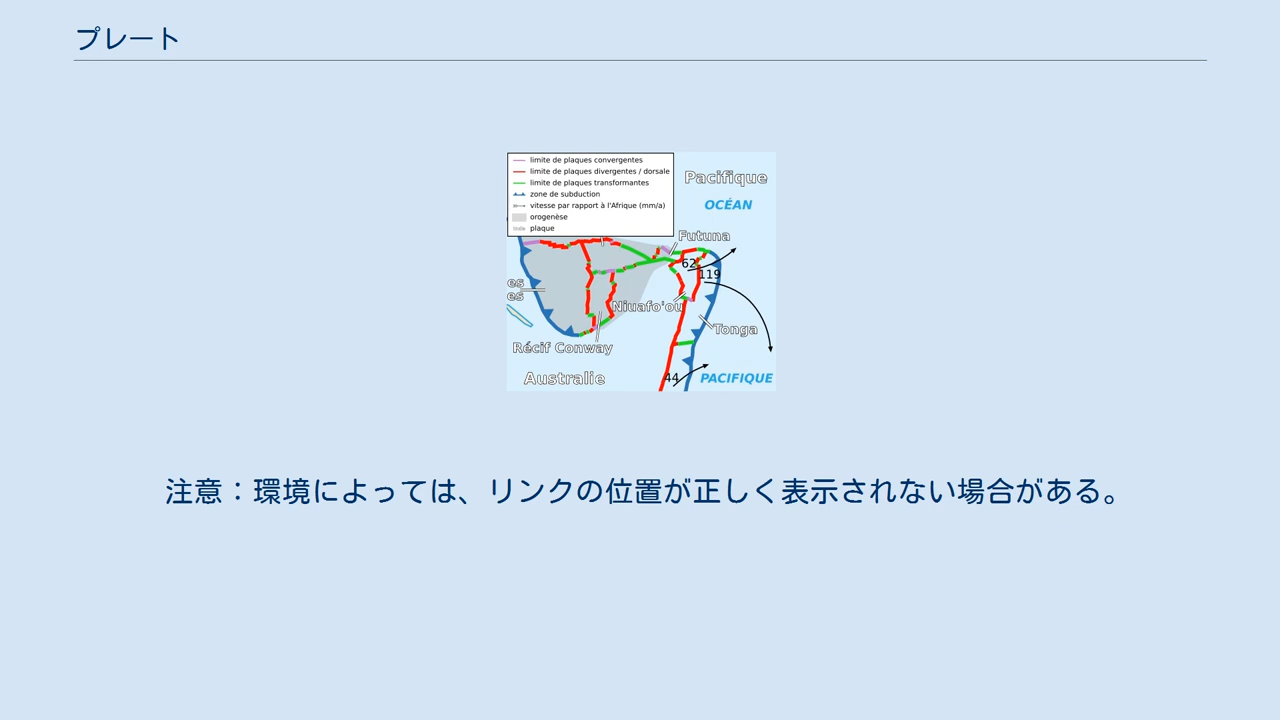 プレート
limite de plaques convergentes
limite de plaques divergentes / dorsale
limite de plaques transformantes
zone de subduction
vitesse par rapport à l'Afrique (mm/a)
orogenèse
plaque
Pacifique
OCÉAN
Futuna
62
119
es
es
Niuafo'ou
Tonga
Récif Conway
Australie
44
PACIFIQUE
注意：環境によっては、リンクの位置が正しく表示されない場合がある。